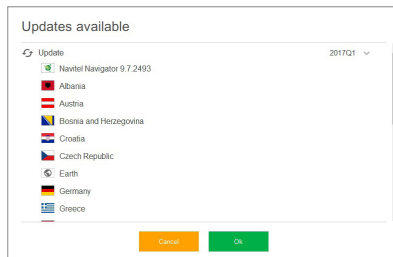 Updates available
Update 2017Q1
Navitel Navigator 9.7.2493
Albania
Austria
Bosnia and Herzegovina
Croatia
Czech Republic
Earth
Germany
Greece
Cancel Ok